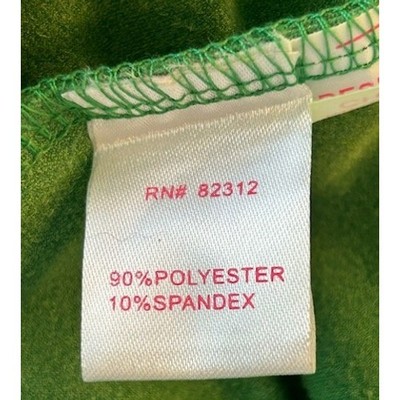 RN# 82312
90%POLYESTER
10%SPANDEX